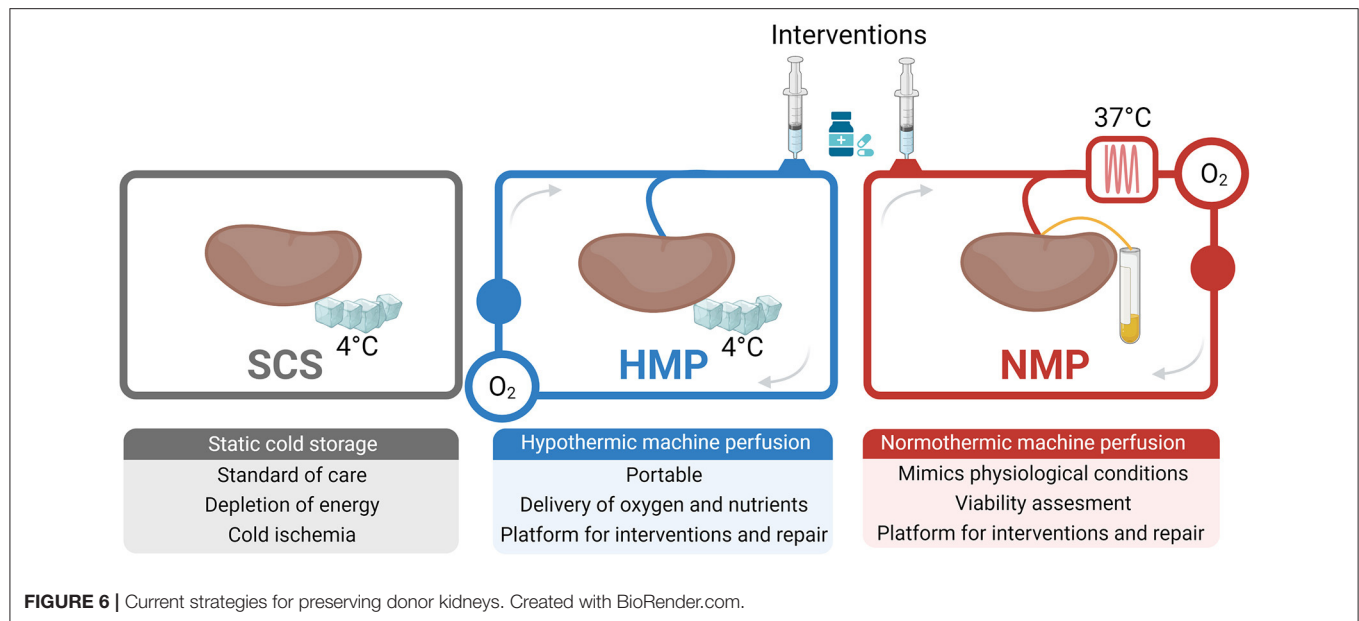 Interventions
37°C
O₂
4°C
SCS
O₂
4°C
HMP
NMP
Static cold storage
Standard of care
Depletion of energy
Cold ischemia
Hypothermic machine perfusion
Portable
Delivery of oxygen and nutrients
Platform for interventions and repair
Normothermic machine perfusion
Mimics physiological conditions
Viability assesment
Platform for interventions and repair
FIGURE 6 | Current strategies for preserving donor kidneys. Created with BioRender.com.